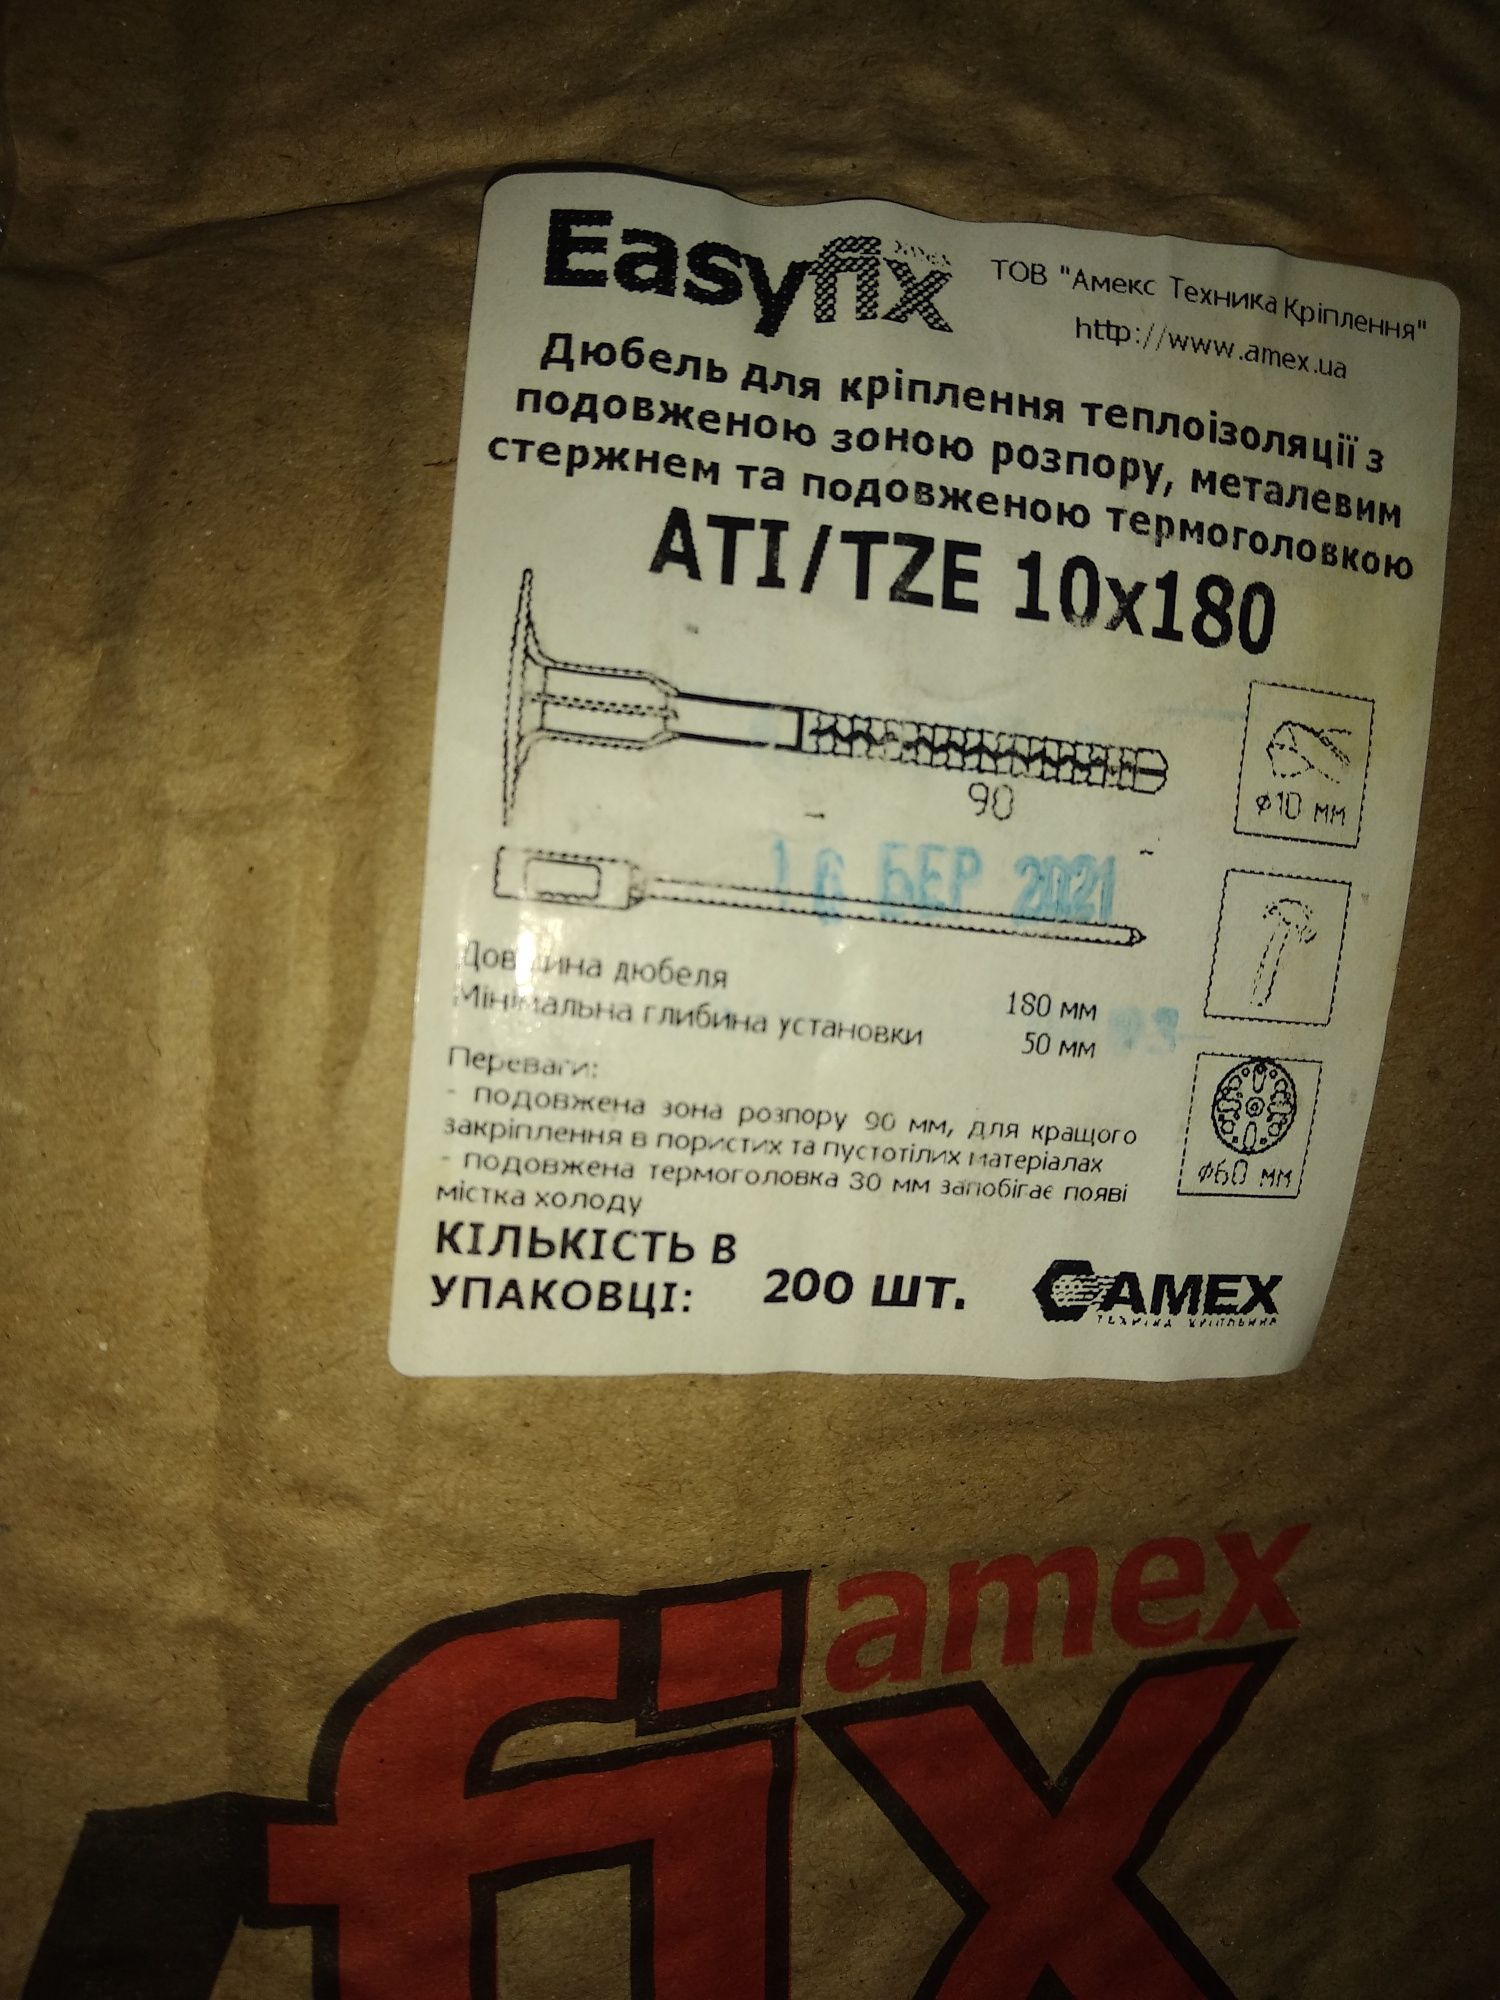 Easyfix
amex
ТОВ "Амекс Техника Кріплення"
http://www.amex.ua
Дюбель для кріплення теплоізоляції з
подовженою зоною розпору, металевим
стержнем та подовженою термоголовкою
ATI/TZE 10x180
90
ф10 мм
16 БЕР 2021
Довжина дюбеля 180 мм
Мінімальна глибина установки 50 мм
Переваги:
- подовжена зона розпору 90 мм, для кращого
закріплення в пористих та пустотілих матеріалах
- подовжена термоголовка 30 мм запобігає появі
містка холоду
ф60 мм
КІЛЬКІСТЬ В
УПАКОВЦІ: 200 ШТ.
AMEX
amex
fix